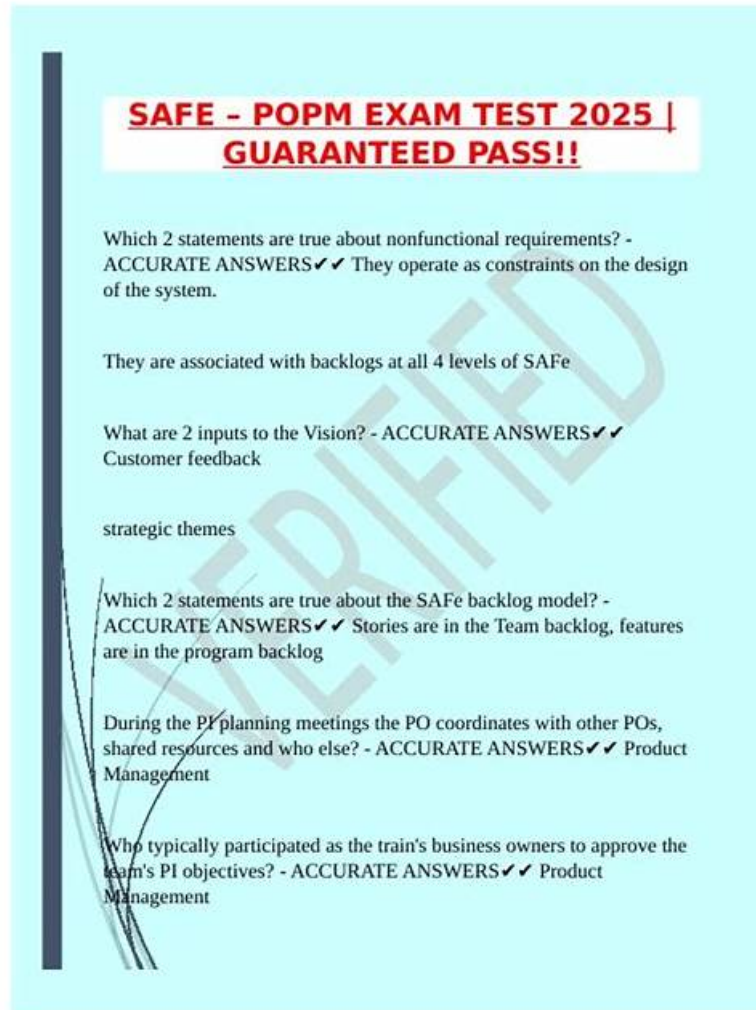 SAFE – POPM EXAM TEST 2025 |
GUARANTEED PASS!!
Which 2 statements are true about nonfunctional requirements? -
ACCURATE ANSWERS✔✔ They operate as constraints on the design
of the system.
They are associated with backlogs at all 4 levels of SAFe
What are 2 inputs to the Vision? - ACCURATE ANSWERS✔✔
Customer feedback
strategic themes
Which 2 statements are true about the SAFe backlog model? -
ACCURATE ANSWERS✔✔ Stories are in the Team backlog, features
are in the program backlog
During the PI planning meetings the PO coordinates with other POs,
shared resources and who else? - ACCURATE ANSWERS✔✔ Product
Management
Who typically participated as the train's business owners to approve the
team's PI objectives? - ACCURATE ANSWERS✔✔ Product
Management
VERIFIED